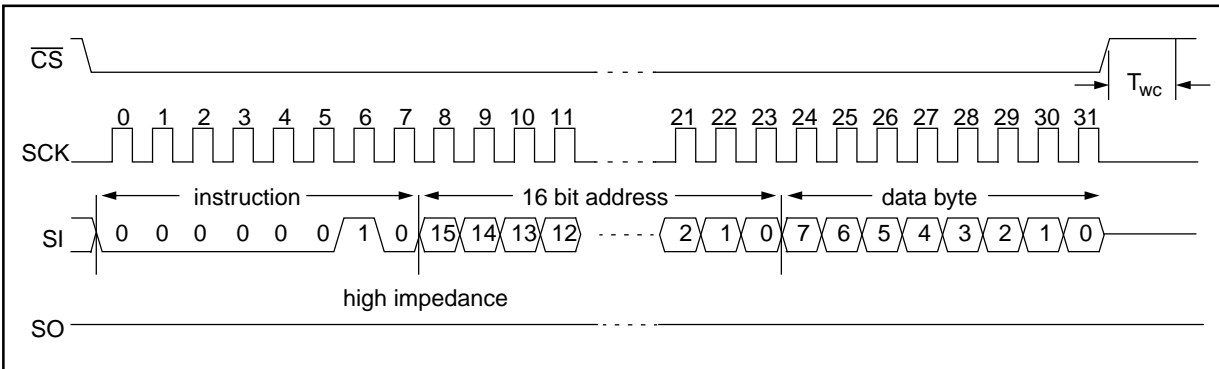 CS
T_wc
0 1 2 3 4 5 6 7 8 9 10 11 21 22 23 24 25 26 27 28 29 30 31
SCK
instruction 16 bit address data byte
SI 0 0 0 0 0 0 1 0 15 14 13 12 2 1 0 7 6 5 4 3 2 1 0
high impedance
SO